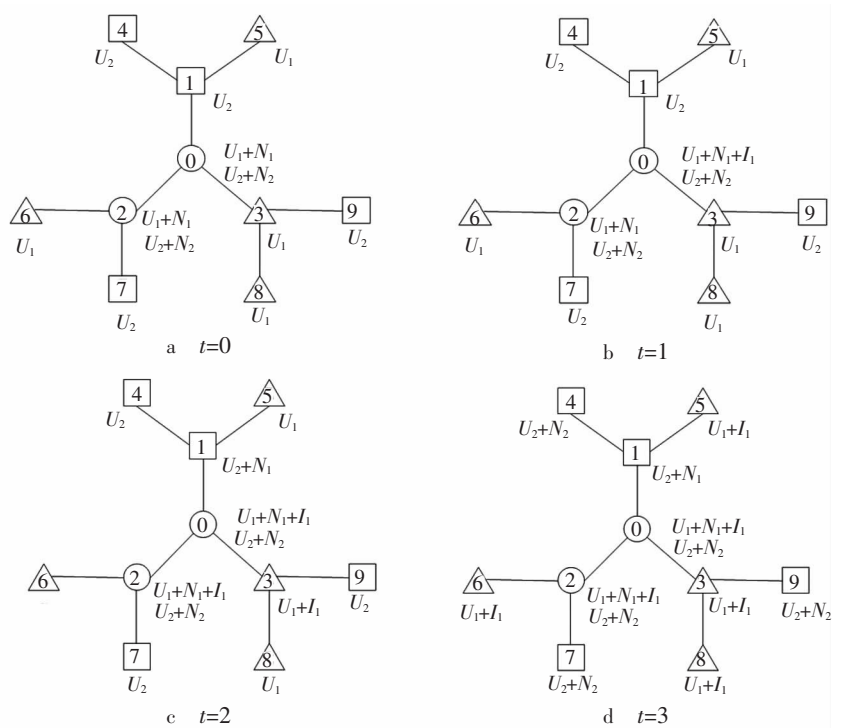 4
5
U₂
U₁
1
U₂
0
U₁+N₁
U₂+N₂
6
2
3
9
U₁
U₁+N₁
U₂+N₂
U₁
U₂
7
8
U₂
U₁
a t=0
4
5
U₂
U₁
1
U₂
0
U₁+N₁+I₁
U₂+N₂
6
2
3
9
U₁
U₁+N₁
U₂+N₂
U₁
U₂
7
8
U₂
U₁
b t=1
4
5
U₂
U₁
1
U₂+N₁
0
U₁+N₁+I₁
U₂+N₂
6
2
3
9
U₁+N₁+I₁
U₂+N₂
U₁+I₁
U₂
7
8
U₂
U₁
c t=2
4
5
U₂+N₂
U₁+I₁
1
U₂+N₁
0
U₁+N₁+I₁
U₂+N₂
6
2
3
9
U₁+I₁
U₁+N₁+I₁
U₂+N₂
U₁+I₁
U₂+N₂
7
8
U₂+N₂
U₁+I₁
d t=3